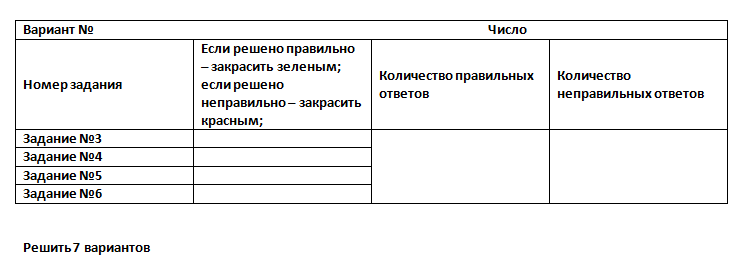 Вариант № Число
Номер задания
Если решено правильно
– закрасить зеленым;
если решено
неправильно – закрасить
красным;
Количество правильных
ответов
Количество
неправильных ответов
Задание №3
Задание №4
Задание №5
Задание №6
Решить 7 вариантов